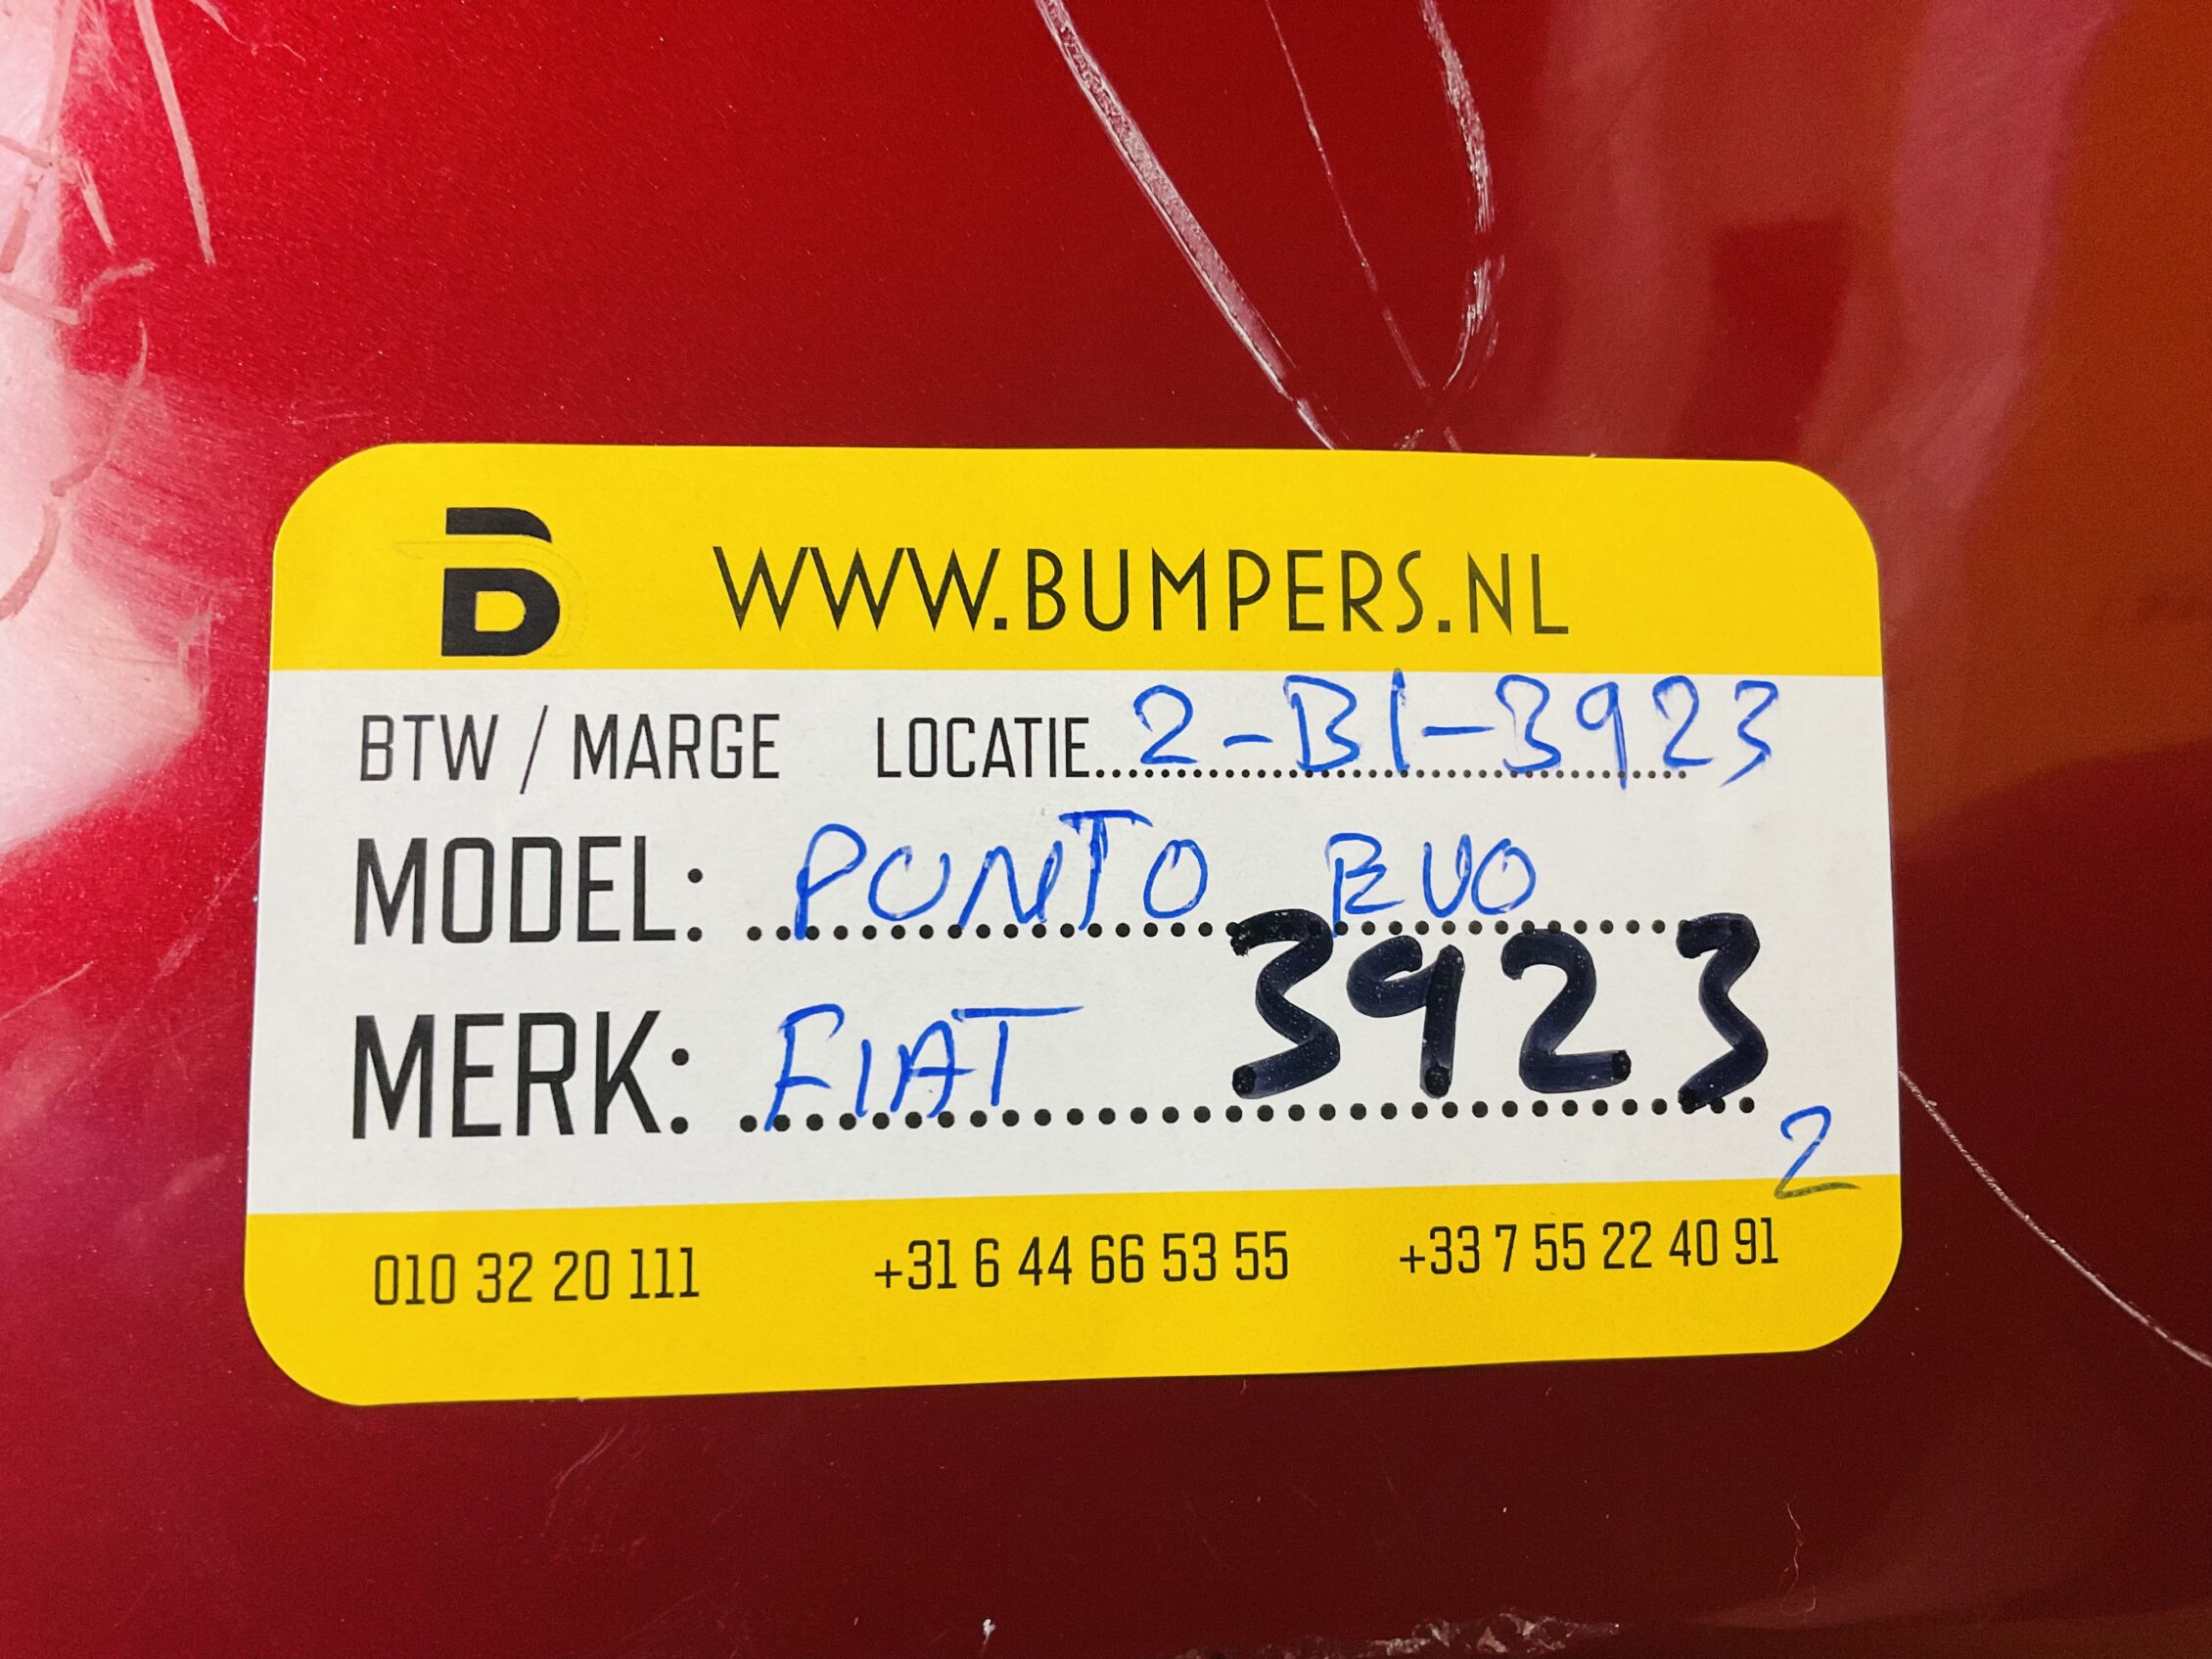 B WWW.BUMPERS.NL
BTW / MARGE LOCATIE 2-B1-3923
MODEL: PUNTO EVO
3923
MERK: FIAT
2
010 32 20 111 +31 6 44 66 53 55 +33 7 55 22 40 91